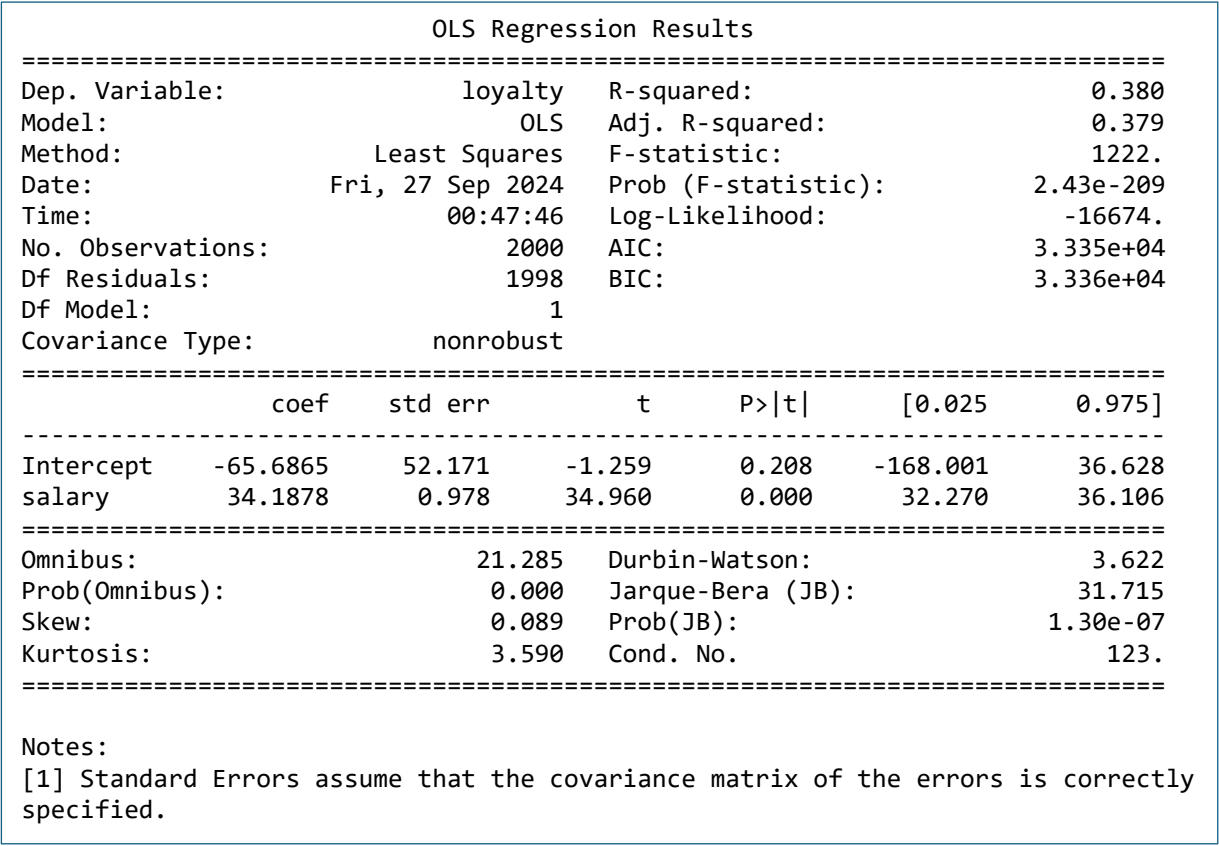 OLS Regression Results
==============================================================================
Dep. Variable:                loyalty   R-squared:                       0.380
Model:                            OLS   Adj. R-squared:                  0.379
Method:                 Least Squares   F-statistic:                     1222.
Date:                Fri, 27 Sep 2024   Prob (F-statistic):          2.43e-209
Time:                        00:47:46   Log-Likelihood:                -16674.
No. Observations:                2000   AIC:                         3.335e+04
Df Residuals:                    1998   BIC:                         3.336e+04
Df Model:                           1
Covariance Type:            nonrobust
==============================================================================
                 coef    std err          t      P>|t|      [0.025      0.975]
------------------------------------------------------------------------------
Intercept    -65.6865     52.171     -1.259      0.208    -168.001      36.628
salary        34.1878      0.978     34.960      0.000      32.270      36.106
==============================================================================
Omnibus:                       21.285   Durbin-Watson:                   3.622
Prob(Omnibus):                  0.000   Jarque-Bera (JB):               31.715
Skew:                           0.089   Prob(JB):                     1.30e-07
Kurtosis:                       3.590   Cond. No.                         123.
==============================================================================

Notes:
[1] Standard Errors assume that the covariance matrix of the errors is correctly
specified.